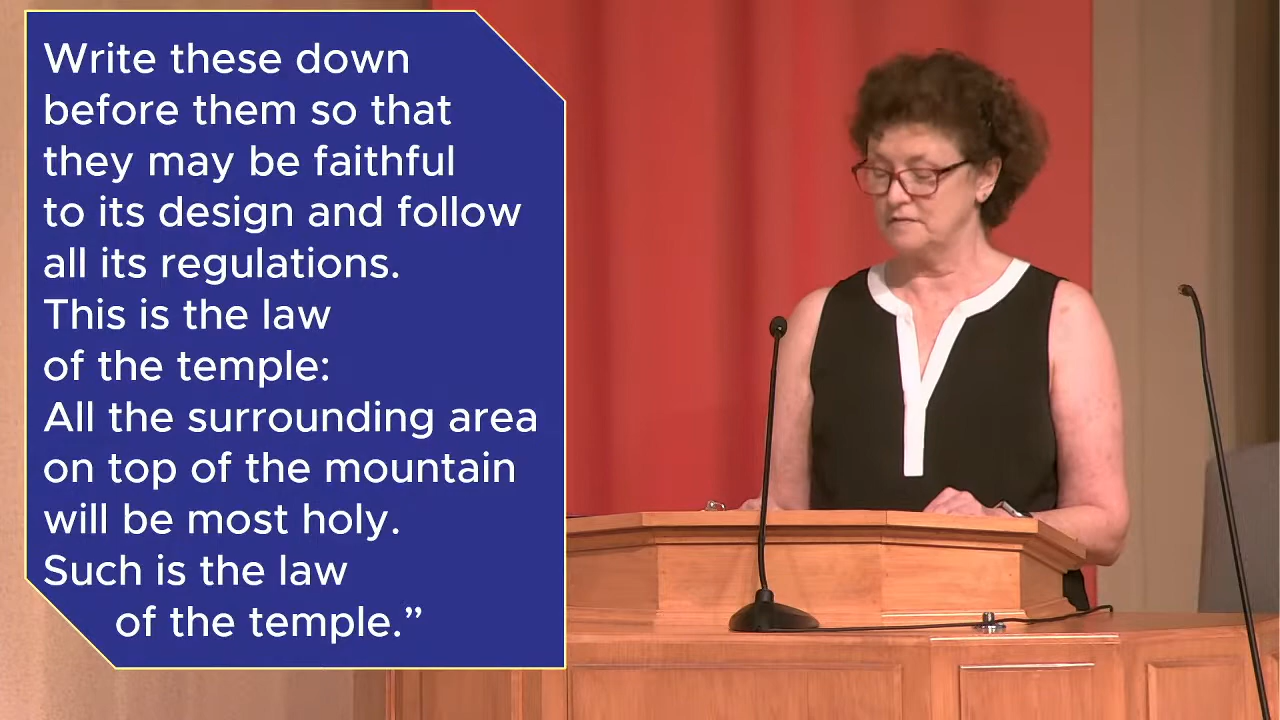 Write these down
before them so that
they may be faithful
to its design and follow
all its regulations.
This is the law
of the temple:
All the surrounding area
on top of the mountain
will be most holy.
Such is the law
of the temple.”